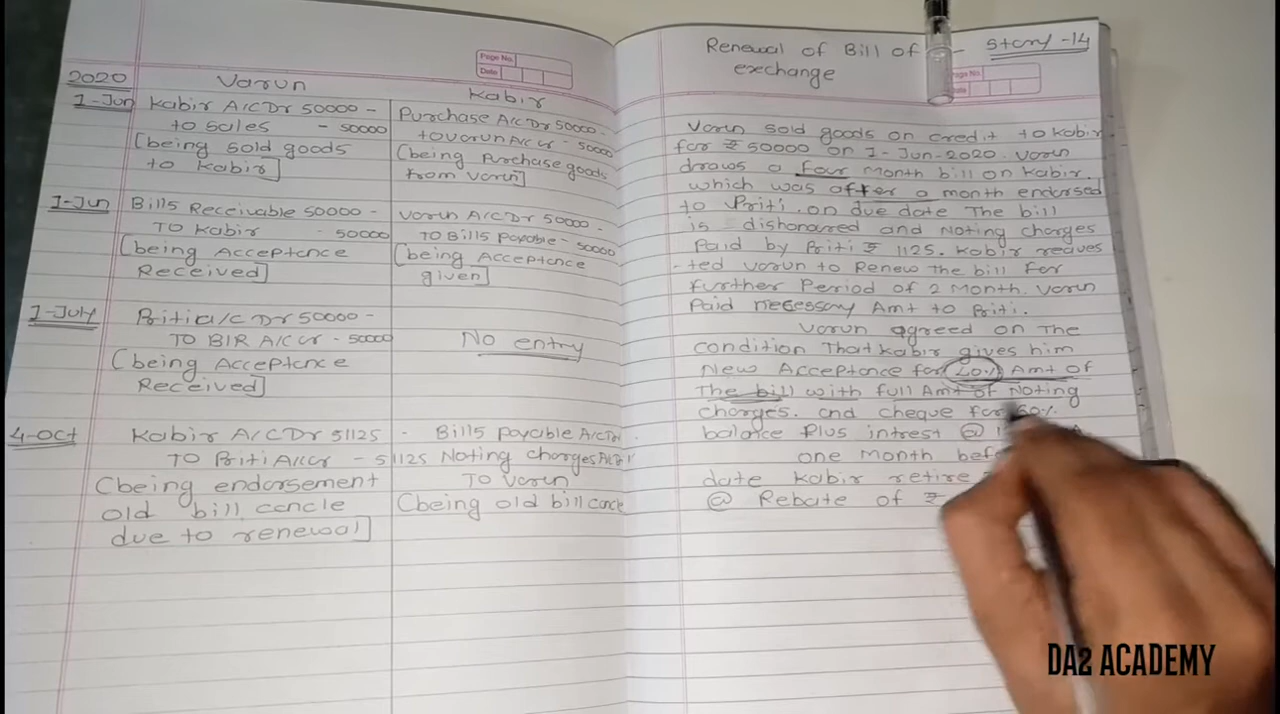 2020
Varun
Page No.
Date
Kabir
1-Jun
Kabir A/C Dr 50000 -
to sales - 50000
(being sold goods
to Kabir]
Purchase A/C Dr 50000 -
to varun A/c cr - 50000
(being Purchase goods
from varun]
1-Jun
Bills Receivable 50000 -
TO Kabir - 50000
(being Acceptance
Received]
varun A/C Dr 50000 -
TO Bills Payable - 50000
(being Acceptance
given]
1-July
Priti a/c Dr 50000 -
TO B/R A/C cr - 50000
(being Acceptance
Received]
No entry
4-Oct
Kabir A/C Dr 51125 -
TO Priti A/c cr - 51125
(being endorsement
old bill cancle
due to renewal]
Bills payable A/C Dr
Noting charges A/c Dr
TO Varun
(being old bill cancle
Renewal of Bill of - Story-14
exchange
Page No.
Varun sold goods on credit to Kabir
for ₹ 50000 on 1-Jun-2020. Varun
draws a four month bill on Kabir.
which was after a month endorsed
to Priti. on due date The bill
is dishonared and Noting charges
Paid by Priti ₹ 1125. Kabir reques
-ted varun to Renew The bill for
further Period of 2 Month. Varun
Paid necessary Amt to Priti.
Varun agreed on The
condition That Kabir gives him
New Acceptance for Amt of
The bill with full Amt of Noting
charges. and cheque for 60%
balance Plus intrest @
one month bef
date Kabir retire
@ Rebate of ₹
DA2 ACADEMY